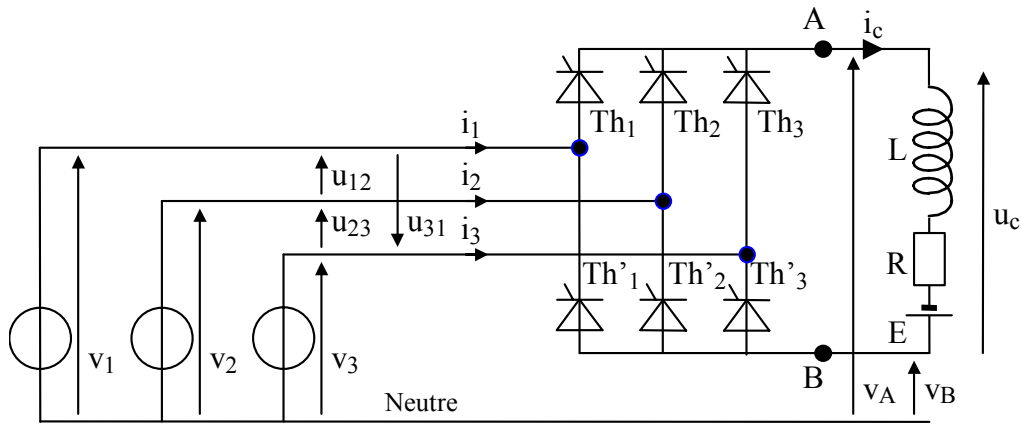 A
i_c
Th_1
Th_2
Th_3
i_1
L
u_12
i_2
u_23
u_31
i_3
u_c
R
Th'_1
Th'_2
Th'_3
E
v_1
v_2
v_3
B
v_A
v_B
Neutre